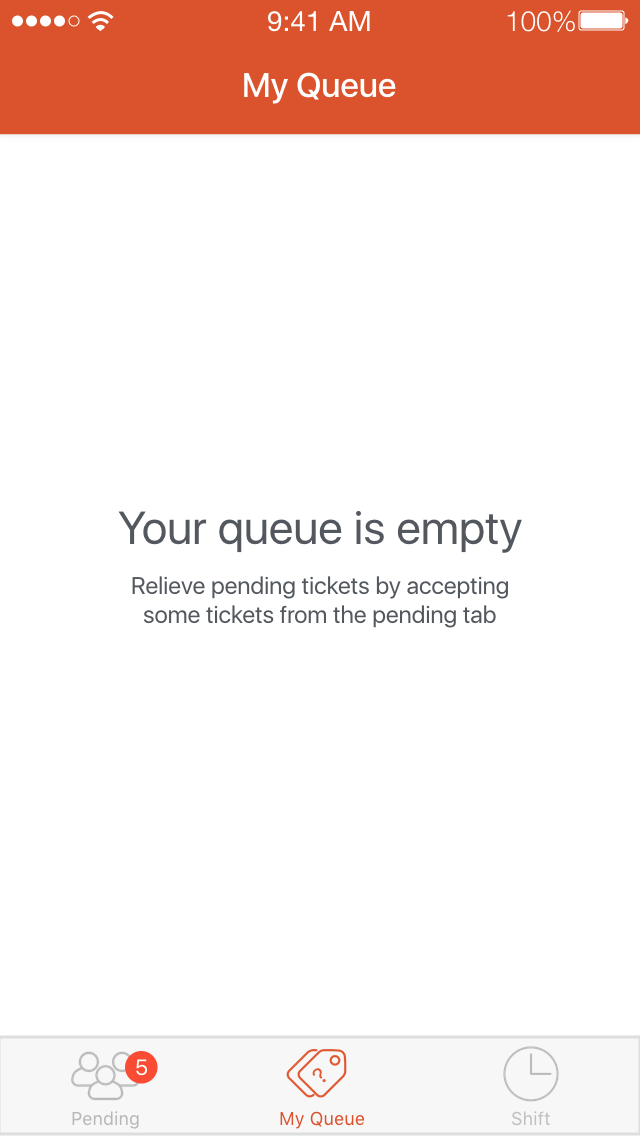 9:41 AM 100%
My Queue
Your queue is empty
Relieve pending tickets by accepting
some tickets from the pending tab
5
?
Pending My Queue Shift